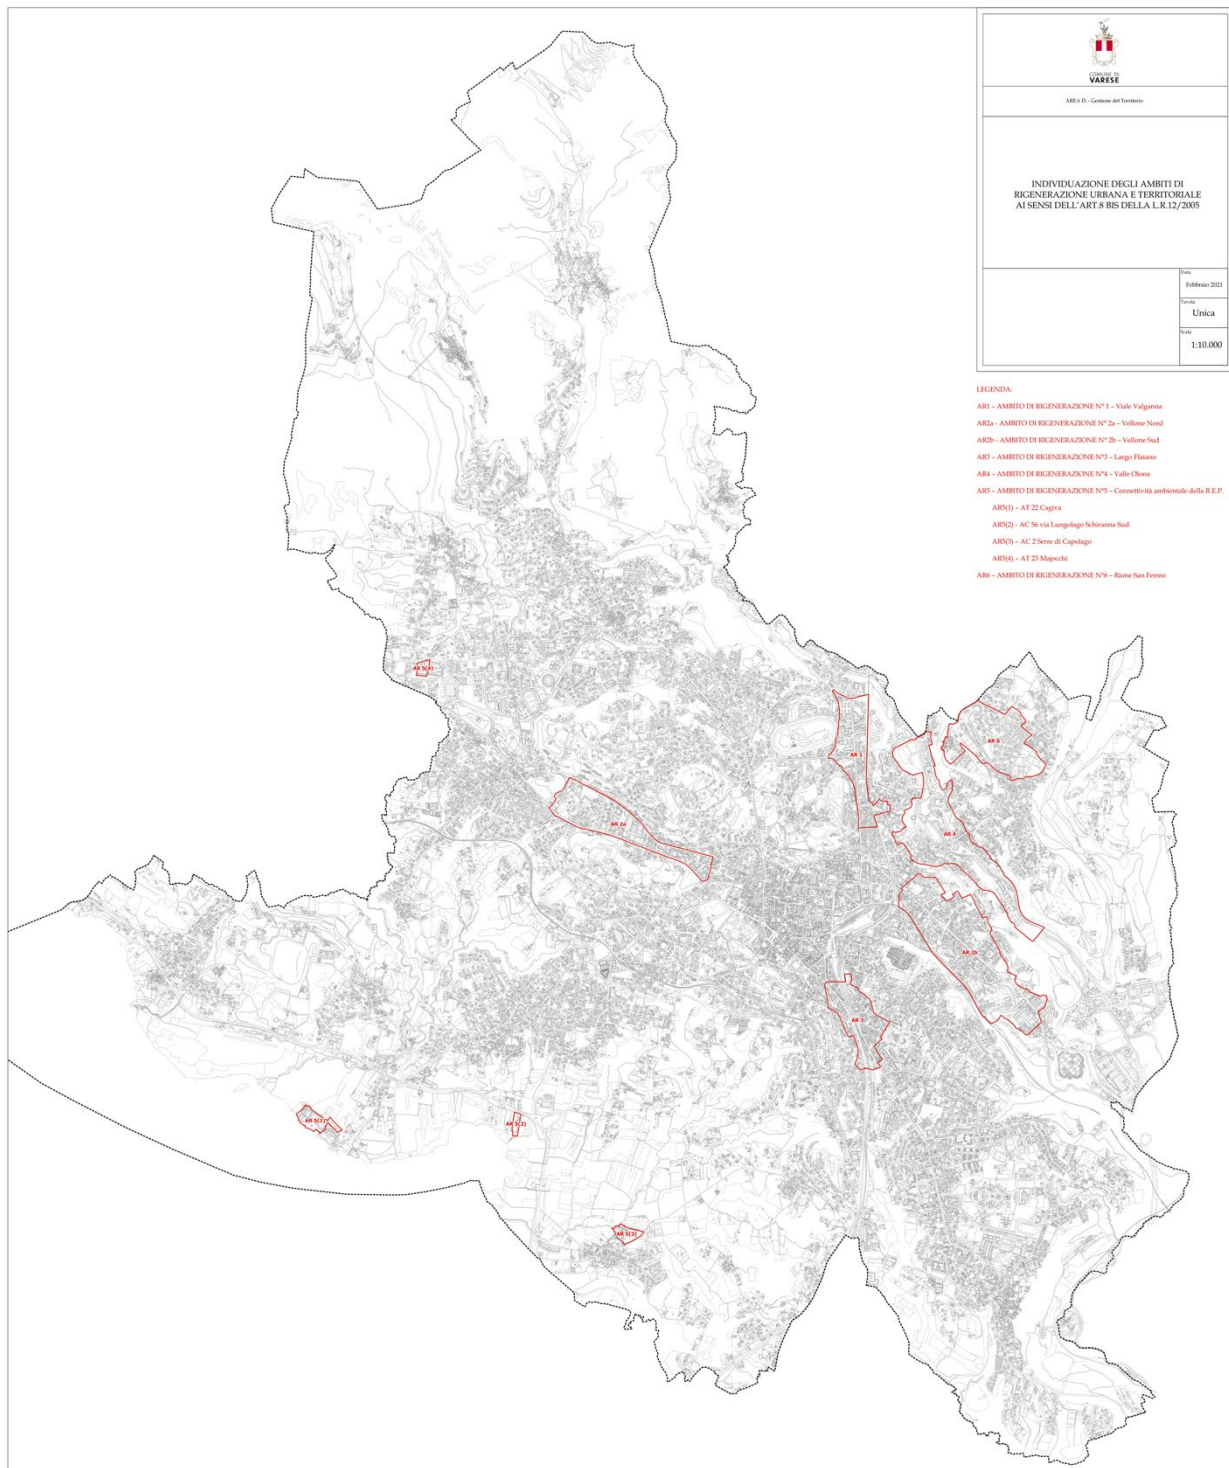 COMUNE DI
VARESE
AREA IX - Gestione del Territorio
INDIVIDUAZIONE DEGLI AMBITI DI
RIGENERAZIONE URBANA E TERRITORIALE
AI SENSI DELL'ART.8 BIS DELLA L.R.12/2005
Data
Febbraio 2021
Tavola
Unica
Scala
1:10.000
LEGENDA:
AR1 – AMBITO DI RIGENERAZIONE N° 1 – Viale Valganna
AR2a - AMBITO DI RIGENERAZIONE N° 2a – Vellone Nord
AR2b - AMBITO DI RIGENERAZIONE N° 2b – Vellone Sud
AR3 – AMBITO DI RIGENERAZIONE N°3 – Largo Flaiano
AR4 – AMBITO DI RIGENERAZIONE N°4 – Valle Olona
AR5 – AMBITO DI RIGENERAZIONE N°5 – Connettività ambientale della R.E.P.
AR5(1) – AT 22 Cagiva
AR5(2) - AC 56 via Lungolago Schiranna Sud
AR5(3) – AC 2 Serre di Capolago
AR5(4) – AT 23 Majocchi
AR6 – AMBITO DI RIGENERAZIONE N°6 – Rione San Fermo
AR 5(4)
AR 6
AR 1
AR 2a
AR 4
AR 2b
AR 3
AR 5(1)
AR 5(2)
AR 5(3)